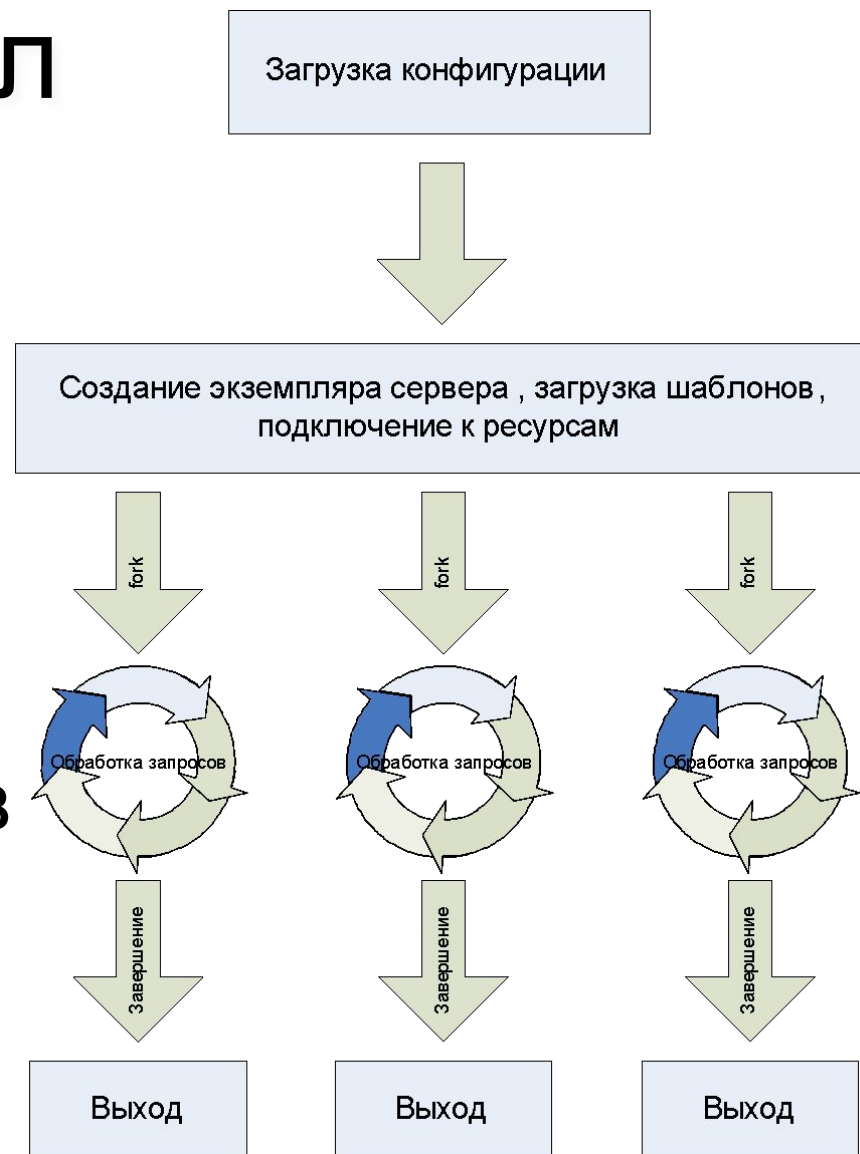 л
Загрузка конфигурации
Создание экземпляра сервера , загрузка шаблонов ,
подключение к ресурсам
fork
fork
fork
Обработка запросов
Обработка запросов
Обработка запросов
в
Завершение
Завершение
Завершение
Выход
Выход
Выход